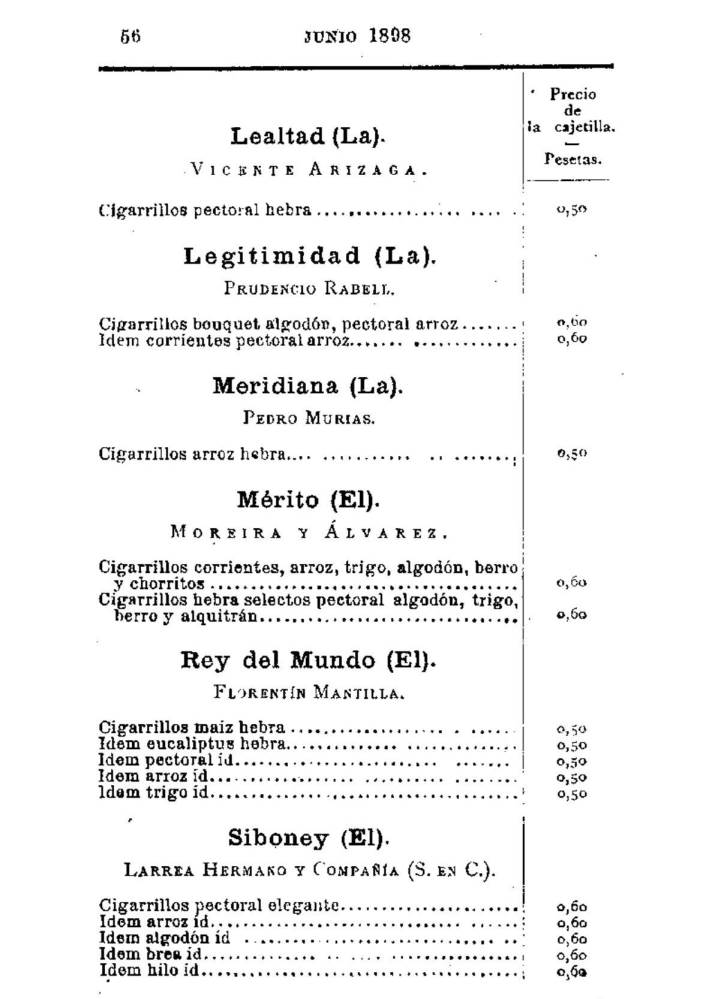 56 JUNIO 1898
Precio
de
la cajetilla.
—
Pesetas.
Lealtad (La).
VICENTE ARIZAGA.
Cigarrillos pectoral hebra .................... 0,50
Legitimidad (La).
PRUDENCIO RABELL.
Cigarrillos bouquet algodón, pectoral arroz ....... 0,60
Idem corrientes pectoral arroz.................... 0,60
Meridiana (La).
PEDRO MURIAS.
Cigarrillos arroz hebra.................... 0,50
Mérito (El).
MOREIRA Y ÁLVAREZ.
Cigarrillos corrientes, arroz, trigo, algodón, berro
y chorritos .................... 0,60
Cigarrillos hebra selectos pectoral algodón, trigo,
berro y alquitrán.................... 0,60
Rey del Mundo (El).
FLORENTÍN MANTILLA.
Cigarrillos maiz hebra .................... 0,50
Idem eucaliptus hebra.................... 0,50
Idem pectoral id.................... 0,50
Idem arroz id.................... 0,50
Idem trigo id.................... 0,50
Siboney (El).
LARREA HERMANO Y COMPAÑÍA (S. EN C.).
Cigarrillos pectoral elegante.................... 0,60
Idem arroz id.................... 0,60
Idem algodón id .................... 0,60
Idem brea id.................... 0,60
Idem hilo id.................... 0,60